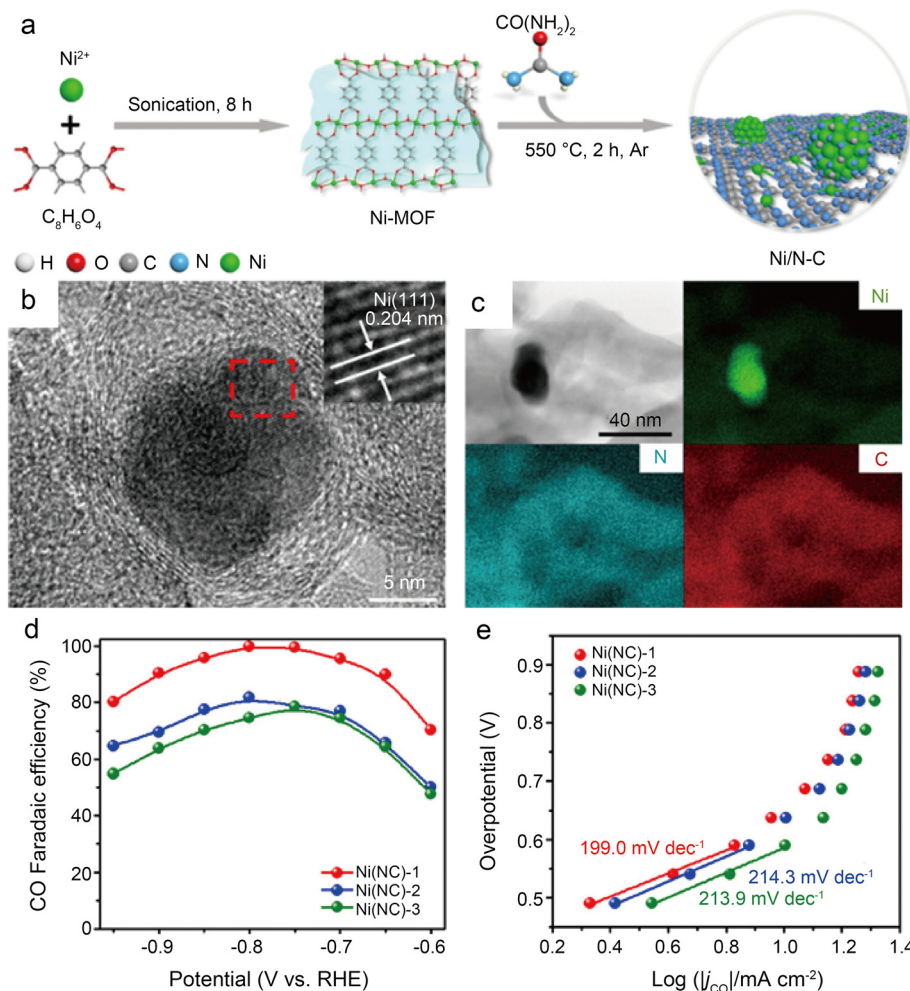 a
CO(NH₂)₂
Ni²⁺
+
Sonication, 8 h
550 °C, 2 h, Ar
C₈H₆O₄
Ni-MOF
Ni/N-C
H O C N Ni
b
Ni(111)
0.204 nm
5 nm
c
Ni
40 nm
N
C
d
CO Faradaic efficiency (%)
100
80
60
40
20
0
Ni(NC)-1
Ni(NC)-2
Ni(NC)-3
-0.9 -0.8 -0.7 -0.6
Potential (V vs. RHE)
e
Overpotential (V)
0.9
0.8
0.7
0.6
0.5
Ni(NC)-1
Ni(NC)-2
Ni(NC)-3
199.0 mV dec⁻¹
214.3 mV dec⁻¹
213.9 mV dec⁻¹
0.2 0.4 0.6 0.8 1.0 1.2 1.4
Log (|j_CO|/mA cm⁻²)